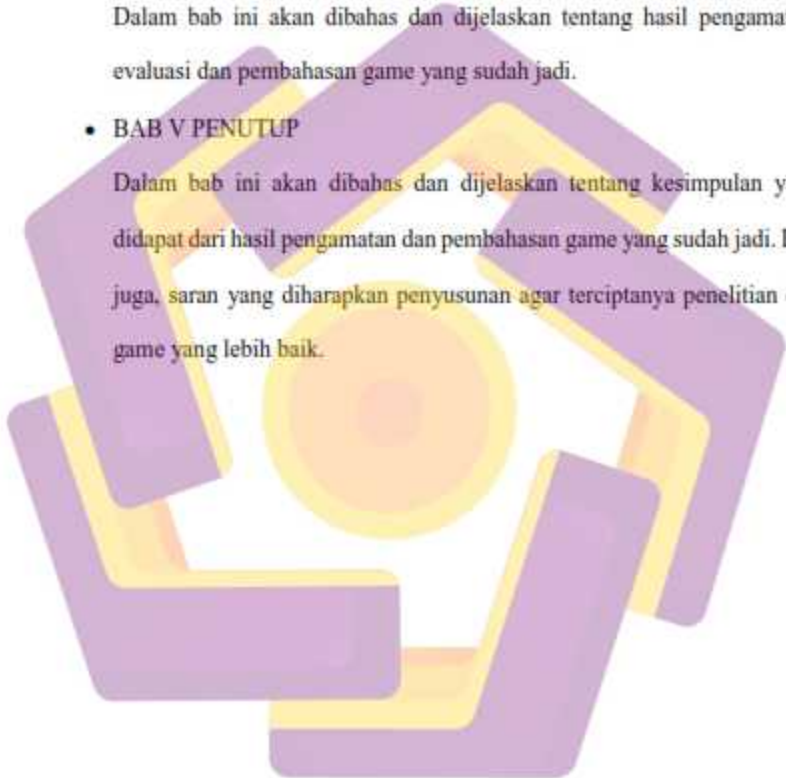 Dalam bab ini akan dibahas dan dijelaskan tentang hasil
evaluasi dan pembahasan game yang sudah jadi.
• BAB V PENUTUP
Dalam bab ini akan dibahas dan dijelaskan tentang kesimpulan
didapat dari hasil pengamatan dan pembahasan game yang sudah jadi.
juga, saran yang diharapkan penyusunan agar terciptanya penelitian
game yang lebih baik.